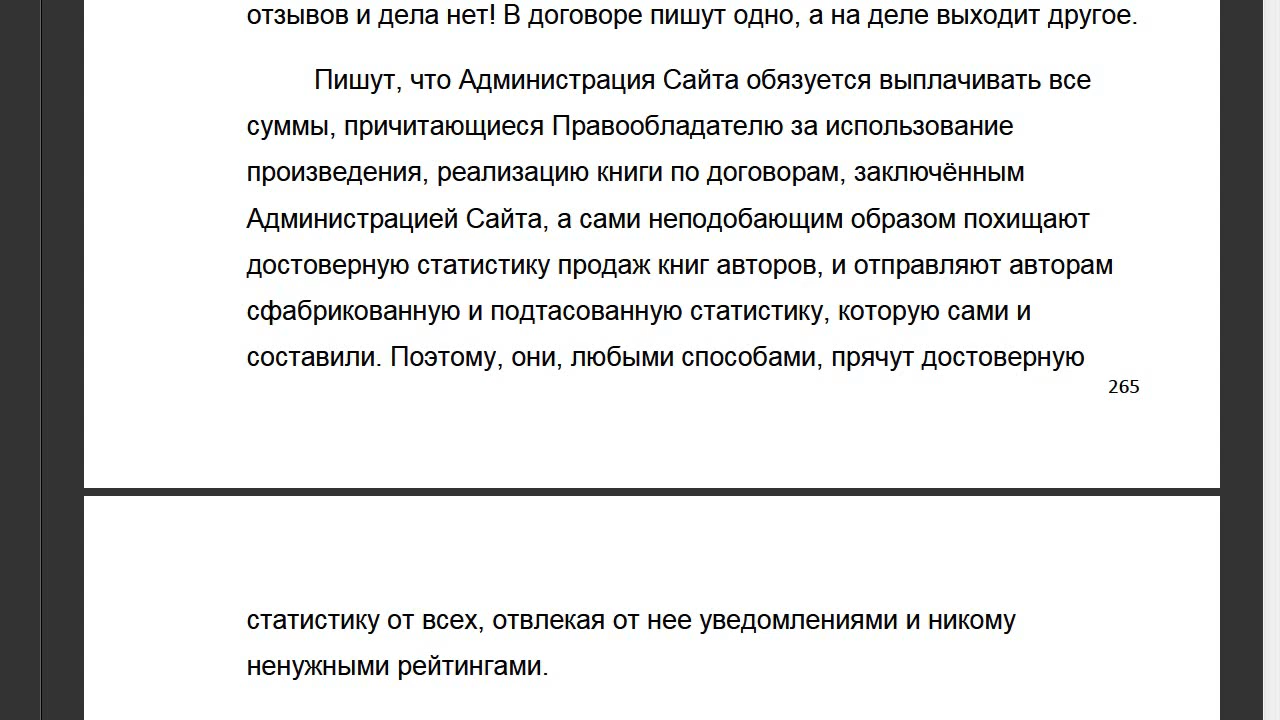 отзывов и дела нет! В договоре пишут одно, а на деле выходит другое.
Пишут, что Администрация Сайта обязуется выплачивать все
суммы, причитающиеся Правообладателю за использование
произведения, реализацию книги по договорам, заключённым
Администрацией Сайта, а сами неподобающим образом похищают
достоверную статистику продаж книг авторов, и отправляют авторам
сфабрикованную и подтасованную статистику, которую сами и
составили. Поэтому, они, любыми способами, прячут достоверную
265
статистику от всех, отвлекая от нее уведомлениями и никому
ненужными рейтингами.